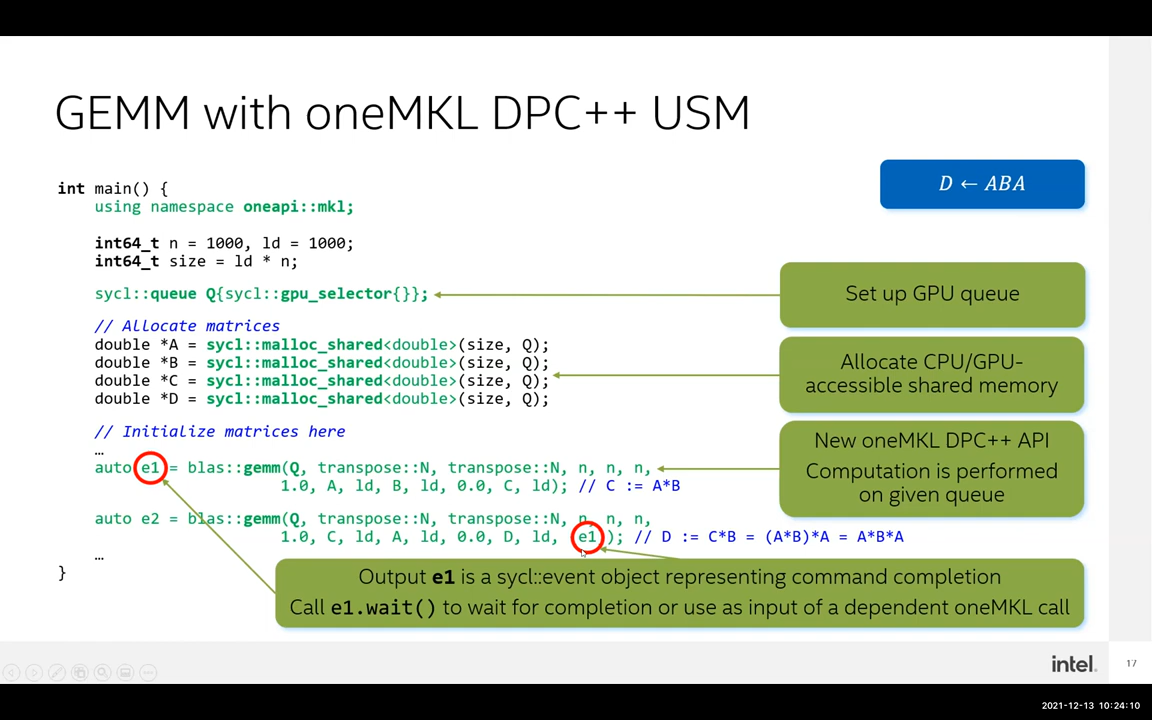 GEMM with oneMKL DPC++ USM
D ← ABA
int main() {
using namespace oneapi::mkl;
int64_t n = 1000, ld = 1000;
int64_t size = ld * n;
sycl::queue Q{sycl::gpu_selector{}};
Set up GPU queue
// Allocate matrices
double *A = sycl::malloc_shared<double>(size, Q);
double *B = sycl::malloc_shared<double>(size, Q);
double *C = sycl::malloc_shared<double>(size, Q);
double *D = sycl::malloc_shared<double>(size, Q);
Allocate CPU/GPU-
accessible shared memory
// Initialize matrices here
…
auto e1 = blas::gemm(Q, transpose::N, transpose::N, n, n, n,
1.0, A, ld, B, ld, 0.0, C, ld); // C := A*B
New oneMKL DPC++ API
Computation is performed
on given queue
auto e2 = blas::gemm(Q, transpose::N, transpose::N, n, n, n,
1.0, C, ld, A, ld, 0.0, D, ld, e1); // D := C*B = (A*B)*A = A*B*A
…
}
Output e1 is a sycl::event object representing command completion
Call e1.wait() to wait for completion or use as input of a dependent oneMKL call
intel.
17
2021-12-13 10:24:10